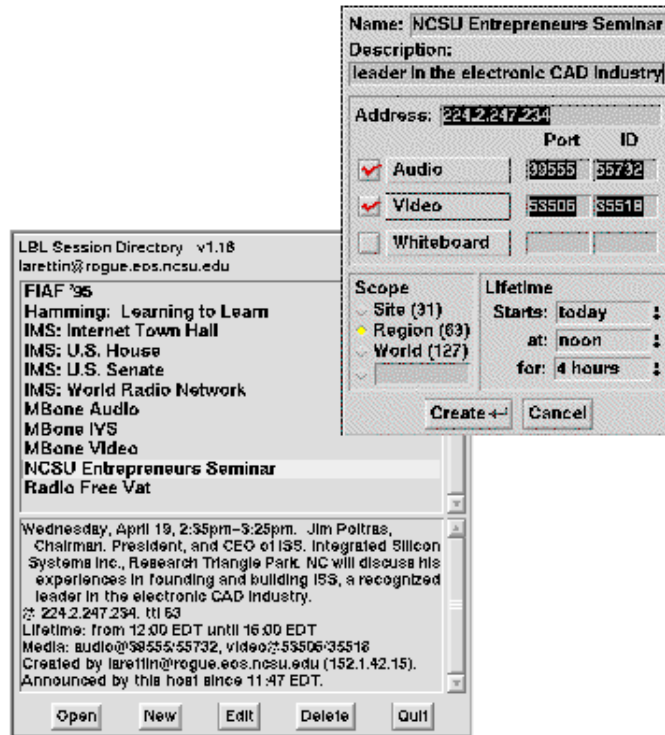 Name: NCSU Entrepreneurs Seminar
Description:
leader in the electronic CAD industry
Address: 224.2.247.234
Port ID
Audio 39555 55732
Video 53506 35518
Whiteboard
Scope
Site (31)
Region (63)
World (127)
Lifetime
Starts: today
at: noon
for: 4 hours
Create Cancel
LBL Session Directory v1.16
larettin@rogue.eos.ncsu.edu
FIAF '95
Hamming: Learning to Learn
IMS: Internet Town Hall
IMS: U.S. House
IMS: U.S. Senate
IMS: World Radio Network
MBone Audio
MBone IVS
MBone Video
NCSU Entrepreneurs Seminar
Radio Free Vat
Wednesday, April 19, 2:35pm-3:25pm. Jim Poitras,
Chairman. President, and CEO of ISS. Integrated Silicon
Systems Inc., Research Triangle Park. NC will discuss his
experiences in founding and building ISS, a recognized
leader in the electronic CAD industry.
@ 224.2.247.234. ttl 63
Lifetime: from 12:00 EDT until 16:00 EDT
Media: audio@39555/55732, video@53506/35518
Created by larettin@rogue.eos.ncsu.edu (152.1.42.15).
Announced by this host since 11:47 EDT.
Open New Edit Delete Quit